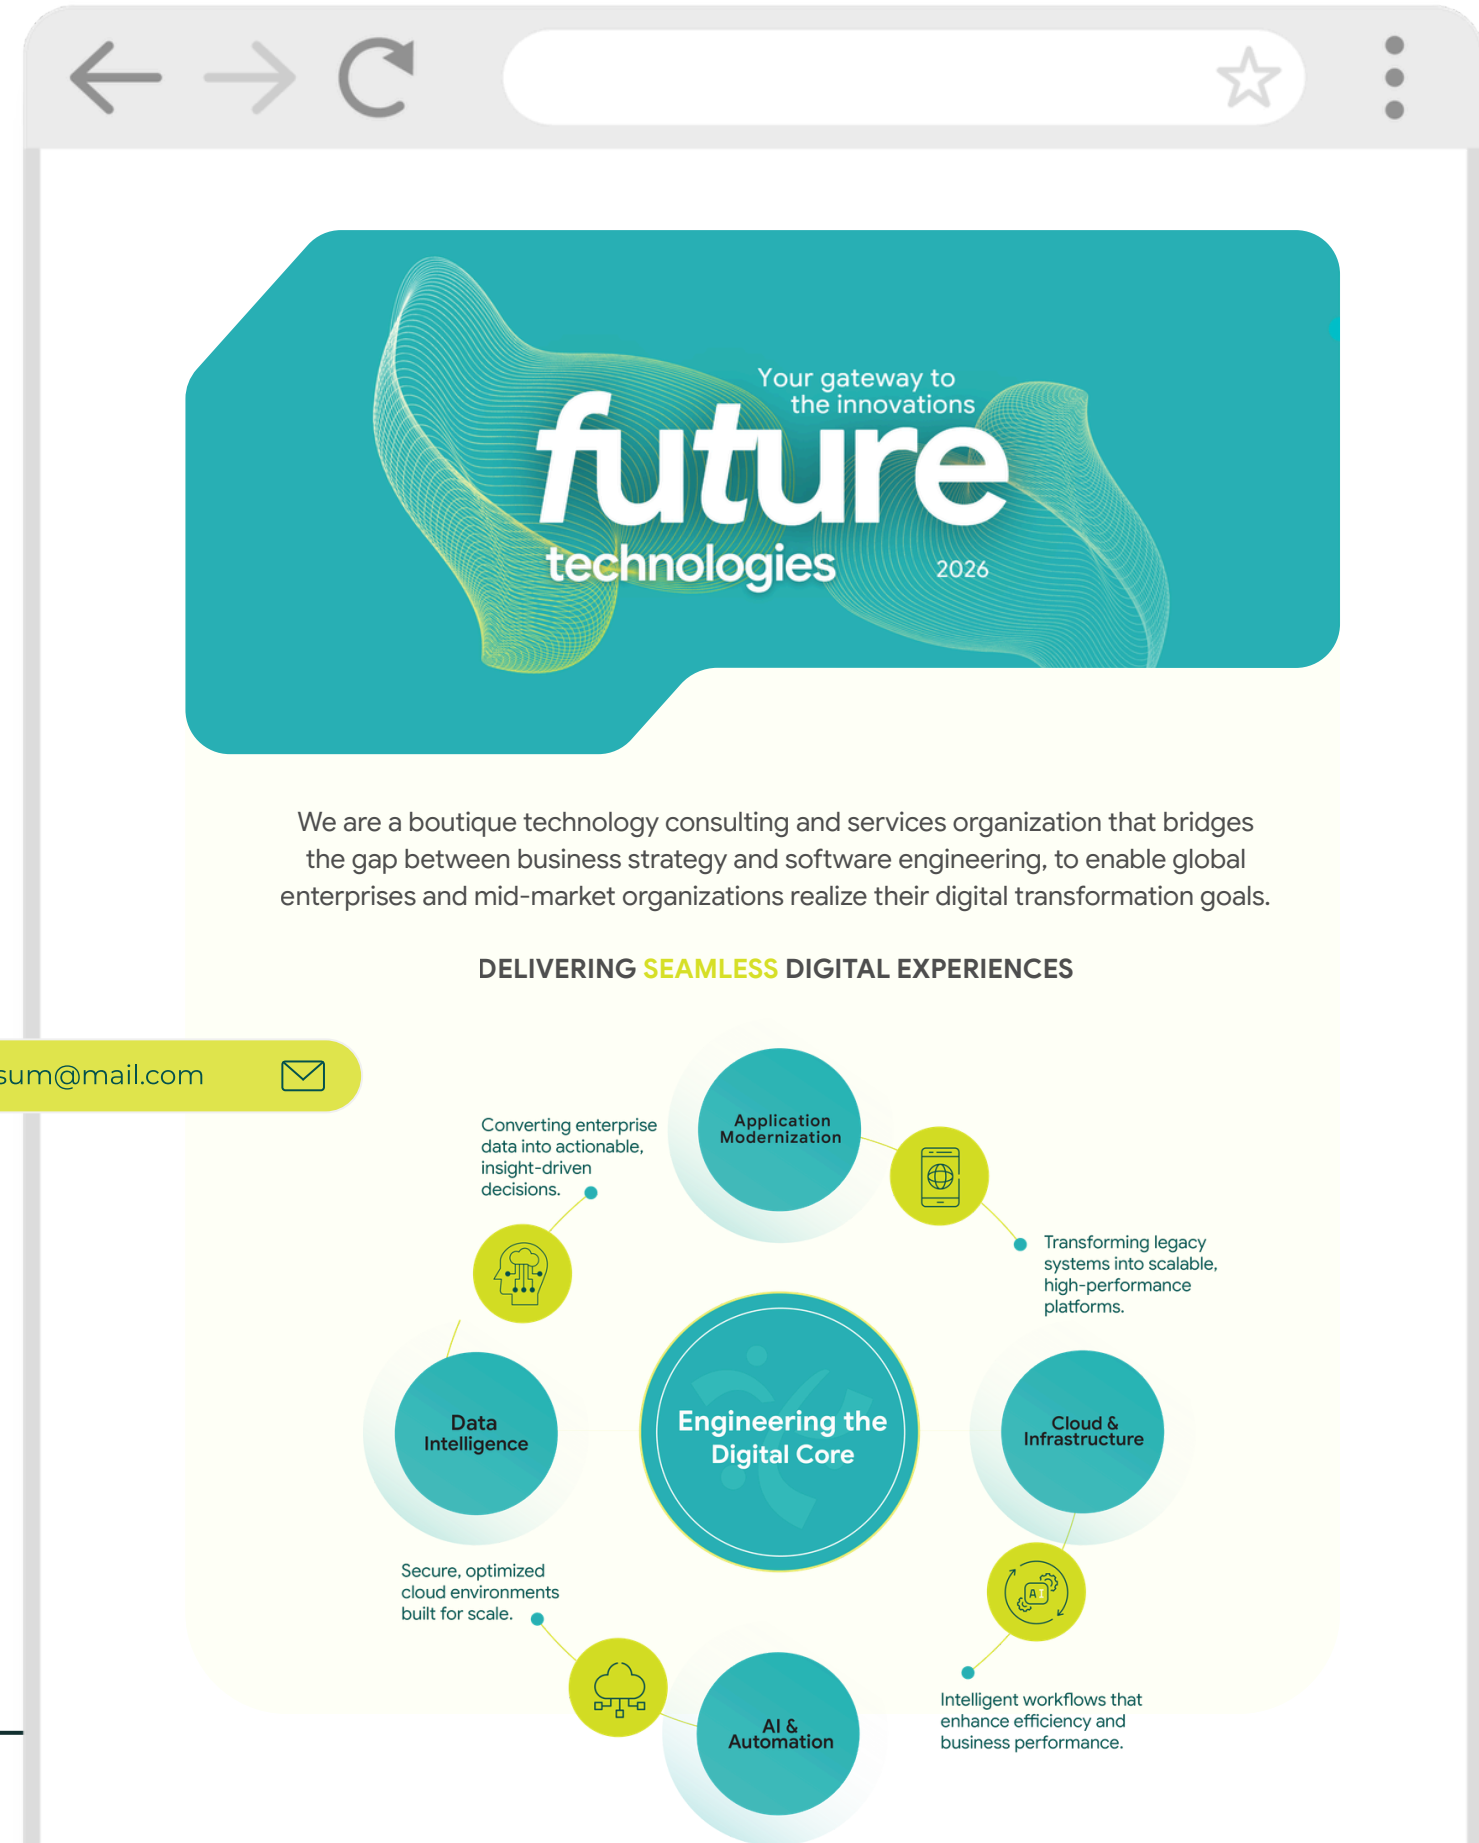 Your gateway to
the innovations
future
technologies
2026
We are a boutique technology consulting and services organization that bridges
the gap between business strategy and software engineering, to enable global
enterprises and mid-market organizations realize their digital transformation goals.
DELIVERING SEAMLESS DIGITAL EXPERIENCES
sum@mail.com
Application
Modernization
Converting enterprise
data into actionable,
insight-driven
decisions.
Transforming legacy
systems into scalable,
high-performance
platforms.
Data
Intelligence
Engineering the
Digital Core
Cloud &
Infrastructure
Secure, optimized
cloud environments
built for scale.
AI
AI &
Automation
Intelligent workflows that
enhance efficiency and
business performance.